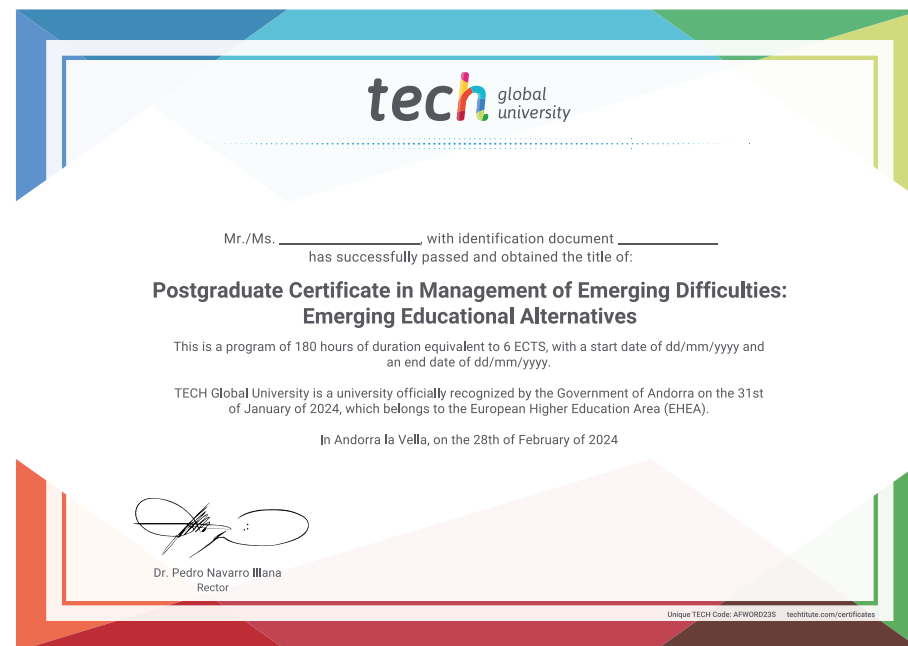 tech global university
Mr./Ms. ____________________, with identification document ______________
has successfully passed and obtained the title of:
Postgraduate Certificate in Management of Emerging Difficulties:
Emerging Educational Alternatives
This is a program of 180 hours of duration equivalent to 6 ECTS, with a start date of dd/mm/yyyy and
an end date of dd/mm/yyyy.
TECH Global University is a university officially recognized by the Government of Andorra on the 31st
of January of 2024, which belongs to the European Higher Education Area (EHEA).
In Andorra la Vella, on the 28th of February of 2024
Dr. Pedro Navarro Illana
Rector
Unique TECH Code: AFWORD23S techtitute.com/certificates